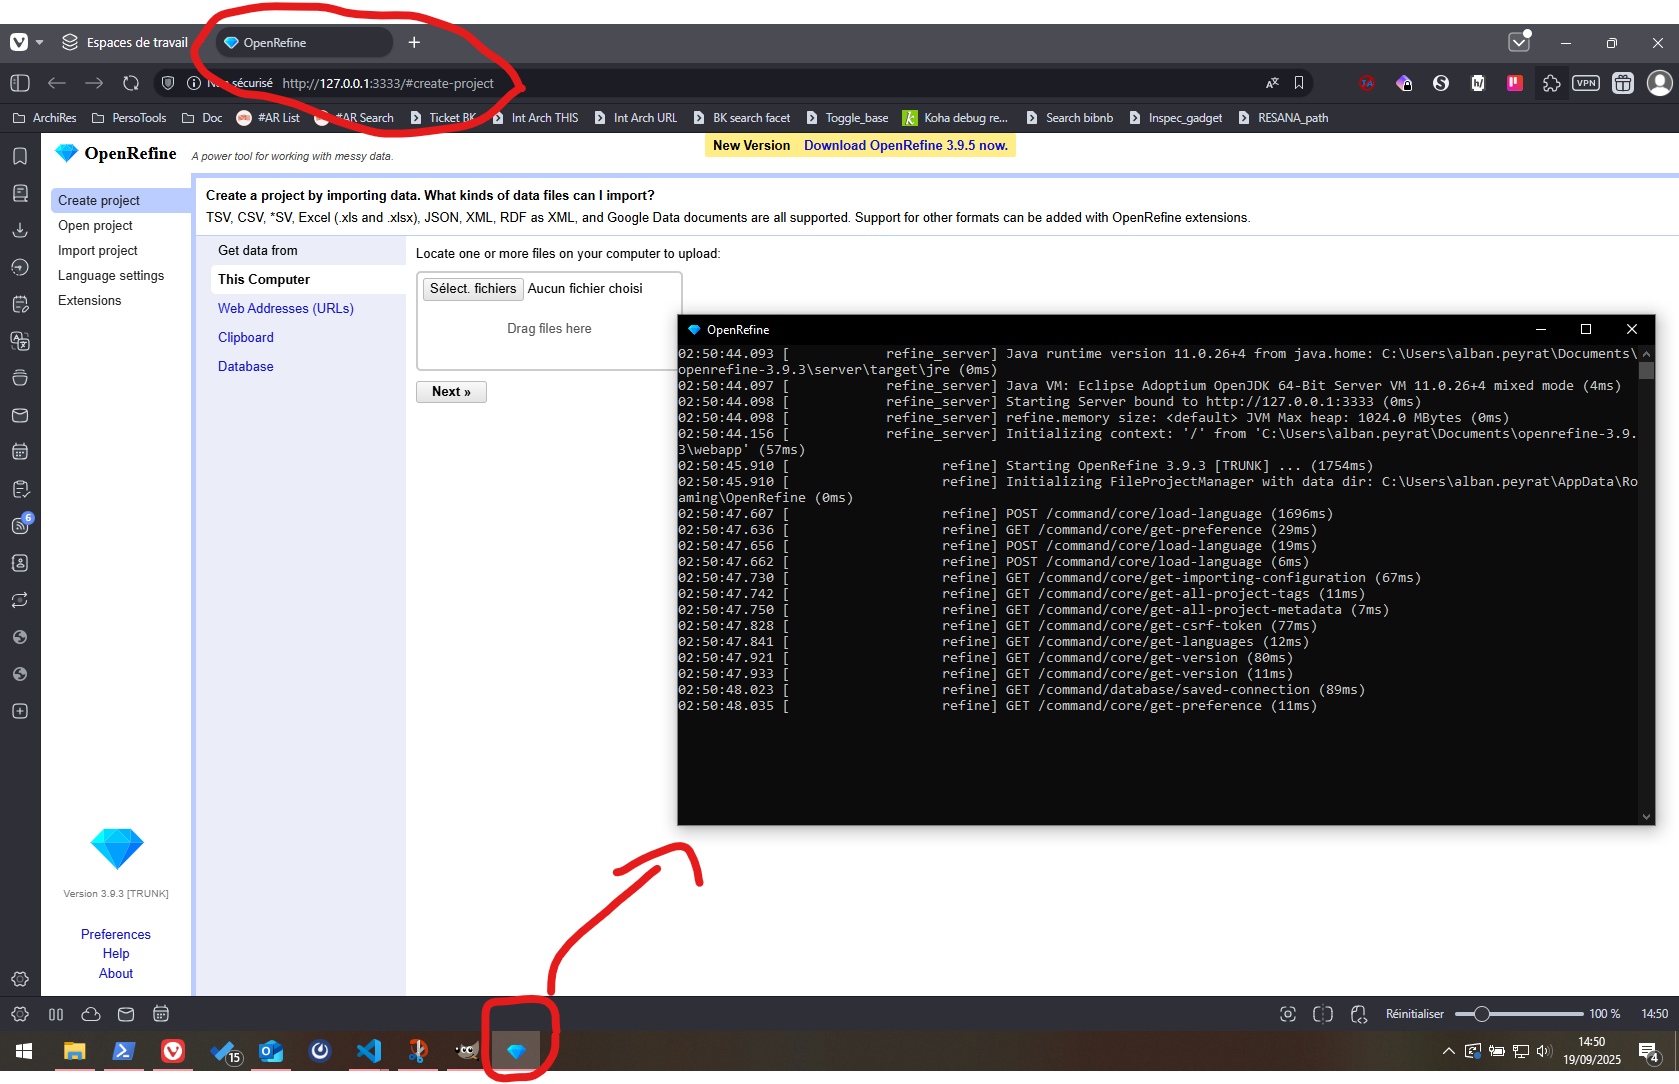 Espaces de travail
OpenRefine
sécurisé
http://127.0.0.1:3333/#create-project
VPN
ArchiRes
PersoTools
Doc
#AR List
#AR Search
Ticket BK
Int Arch THIS
Int Arch URL
BK search facet
Toggle_base
Koha debug re...
Search bibnb
Inspec_gadget
RESANA_path
OpenRefine
A power tool for working with messy data.
New Version Download OpenRefine 3.9.5 now.
Create project
Open project
Import project
Language settings
Extensions
Create a project by importing data. What kinds of data files can I import?
TSV, CSV, *SV, Excel (.xls and .xlsx), JSON, XML, RDF as XML, and Google Data documents are all supported. Support for other formats can be added with OpenRefine extensions.
Get data from
This Computer
Web Addresses (URLs)
Clipboard
Database
Locate one or more files on your computer to upload:
Sélect. fichiers Aucun fichier choisi
Drag files here
Next »
OpenRefine
02:50:44.093 [ refine_server] Java runtime version 11.0.26+4 from java.home: C:\Users\alban.peyrat\Documents\
openrefine-3.9.3\server\target\jre (0ms)
02:50:44.097 [ refine_server] Java VM: Eclipse Adoptium OpenJDK 64-Bit Server VM 11.0.26+4 mixed mode (4ms)
02:50:44.098 [ refine_server] Starting Server bound to http://127.0.0.1:3333 (0ms)
02:50:44.098 [ refine_server] refine.memory size: <default> JVM Max heap: 1024.0 MBytes (0ms)
02:50:44.156 [ refine_server] Initializing context: '/' from 'C:\Users\alban.peyrat\Documents\openrefine-3.9.
3\webapp' (57ms)
02:50:45.910 [ refine] Starting OpenRefine 3.9.3 [TRUNK] ... (1754ms)
02:50:45.910 [ refine] Initializing FileProjectManager with data dir: C:\Users\alban.peyrat\AppData\Ro
aming\OpenRefine (0ms)
02:50:47.607 [ refine] POST /command/core/load-language (1696ms)
02:50:47.636 [ refine] GET /command/core/get-preference (29ms)
02:50:47.656 [ refine] POST /command/core/load-language (19ms)
02:50:47.662 [ refine] POST /command/core/load-language (6ms)
02:50:47.730 [ refine] GET /command/core/get-importing-configuration (67ms)
02:50:47.742 [ refine] GET /command/core/get-all-project-tags (11ms)
02:50:47.750 [ refine] GET /command/core/get-all-project-metadata (7ms)
02:50:47.828 [ refine] GET /command/core/get-csrf-token (77ms)
02:50:47.841 [ refine] GET /command/core/get-languages (12ms)
02:50:47.921 [ refine] GET /command/core/get-version (80ms)
02:50:47.933 [ refine] GET /command/core/get-version (11ms)
02:50:48.023 [ refine] GET /command/database/saved-connection (89ms)
02:50:48.035 [ refine] GET /command/core/get-preference (11ms)
6
Version 3.9.3 [TRUNK]
Preferences
Help
About
Réinitialiser
100 %
14:50
15
14:50
19/09/2025
4